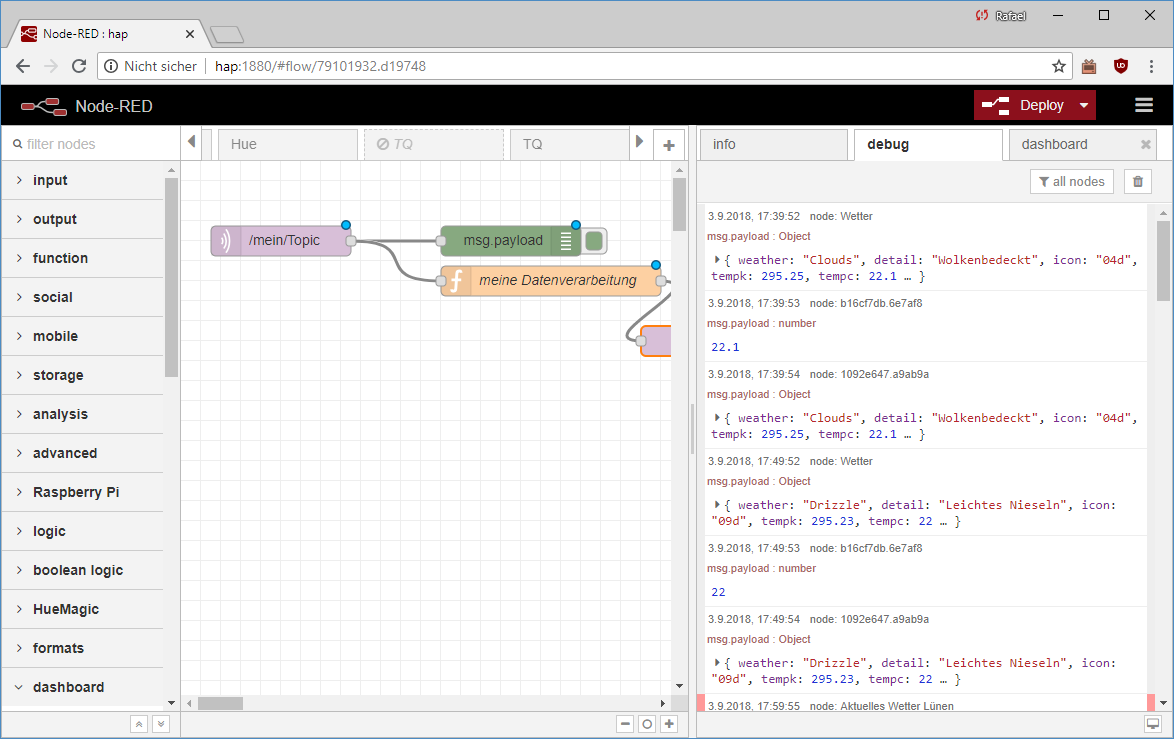 Rafael
Node-RED : hap
Nicht sicher
hap:1880/#flow/79101932.d19748
Node-RED
Deploy
filter nodes
input
output
function
social
mobile
storage
analysis
advanced
Raspberry Pi
logic
boolean logic
HueMagic
formats
dashboard
Hue
TQ
TQ
/mein/Topic
msg.payload
meine Datenverarbeitung
info
debug
dashboard
all nodes
3.9.2018, 17:39:52 node: Wetter
msg.payload : Object
{ weather: "Clouds", detail: "Wolkenbedeckt", icon: "04d",
tempk: 295.25, tempc: 22.1 … }
3.9.2018, 17:39:53 node: b16cf7db.6e7af8
msg.payload : number
22.1
3.9.2018, 17:39:54 node: 1092e647.a9ab9a
msg.payload : Object
{ weather: "Clouds", detail: "Wolkenbedeckt", icon: "04d",
tempk: 295.25, tempc: 22.1 … }
3.9.2018, 17:49:52 node: Wetter
msg.payload : Object
{ weather: "Drizzle", detail: "Leichtes Nieseln", icon:
"09d", tempk: 295.23, tempc: 22 … }
3.9.2018, 17:49:53 node: b16cf7db.6e7af8
msg.payload : number
22
3.9.2018, 17:49:54 node: 1092e647.a9ab9a
msg.payload : Object
{ weather: "Drizzle", detail: "Leichtes Nieseln", icon:
"09d", tempk: 295.23, tempc: 22 … }
3.9.2018, 17:59:55 node: Aktuelles Wetter Lünen